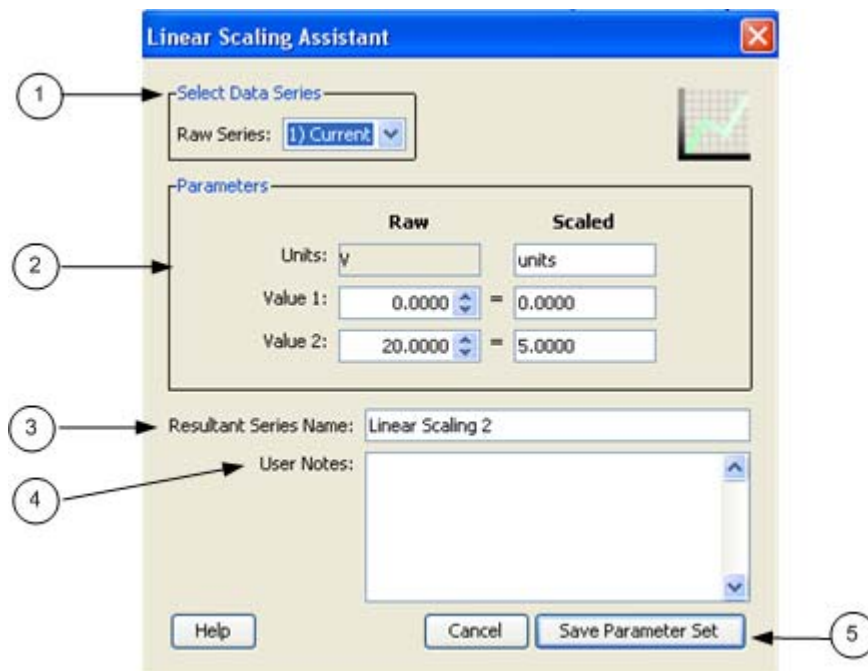 Linear Scaling Assistant
1
Select Data Series
Raw Series: 1) Current
Parameters
Raw Scaled
2
Units: V units
Value 1: 0.0000 = 0.0000
Value 2: 20.0000 = 5.0000
3
Resultant Series Name: Linear Scaling 2
4
User Notes:
Help Cancel Save Parameter Set
5